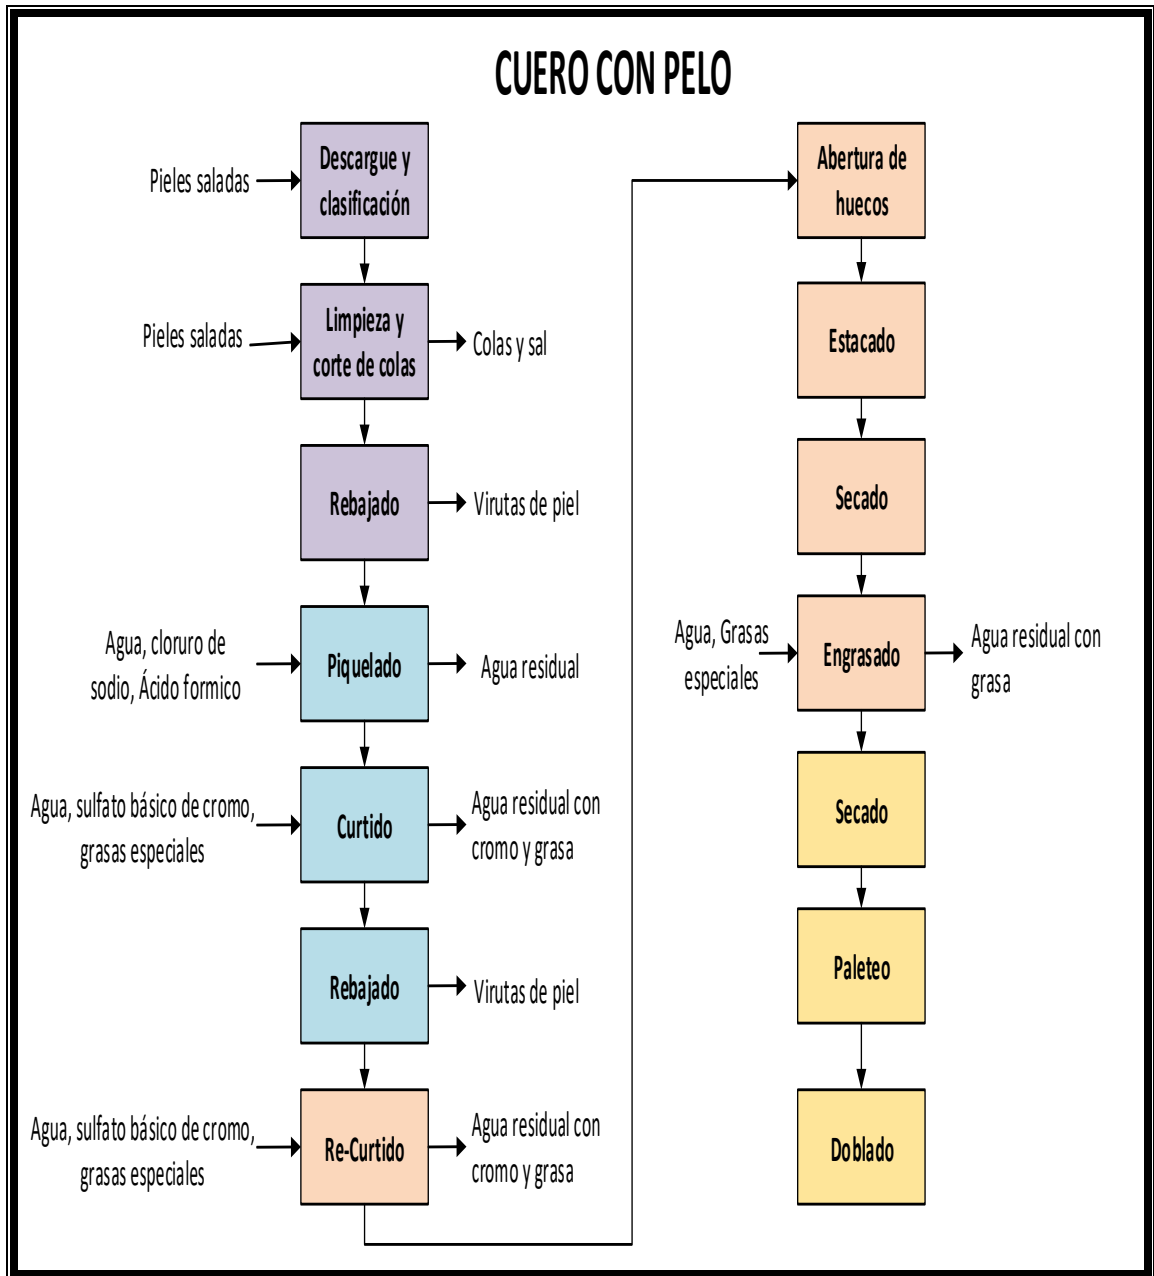 CUERO CON PELO
Pieles saladas
Descargue y
clasificación
Pieles saladas
Limpieza y
corte de colas
Colas y sal
Rebajado
Virutas de piel
Agua, cloruro de
sodio, Ácido formico
Piquelado
Agua residual
Agua, sulfato básico de cromo,
grasas especiales
Curtido
Agua residual con
cromo y grasa
Rebajado
Virutas de piel
Agua, sulfato básico de cromo,
grasas especiales
Re-Curtido
Agua residual con
cromo y grasa
Abertura de
huecos
Estacado
Secado
Agua, Grasas
especiales
Engrasado
Agua residual con
grasa
Secado
Paleteo
Doblado